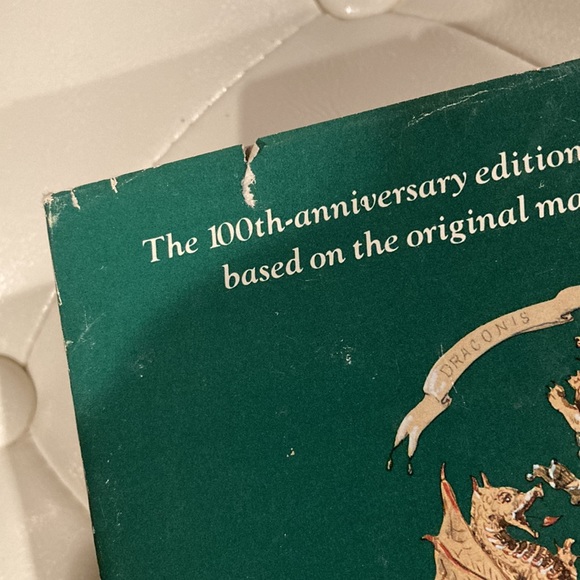 The 100th-anniversary edition
based on the original ma
DRACONIS